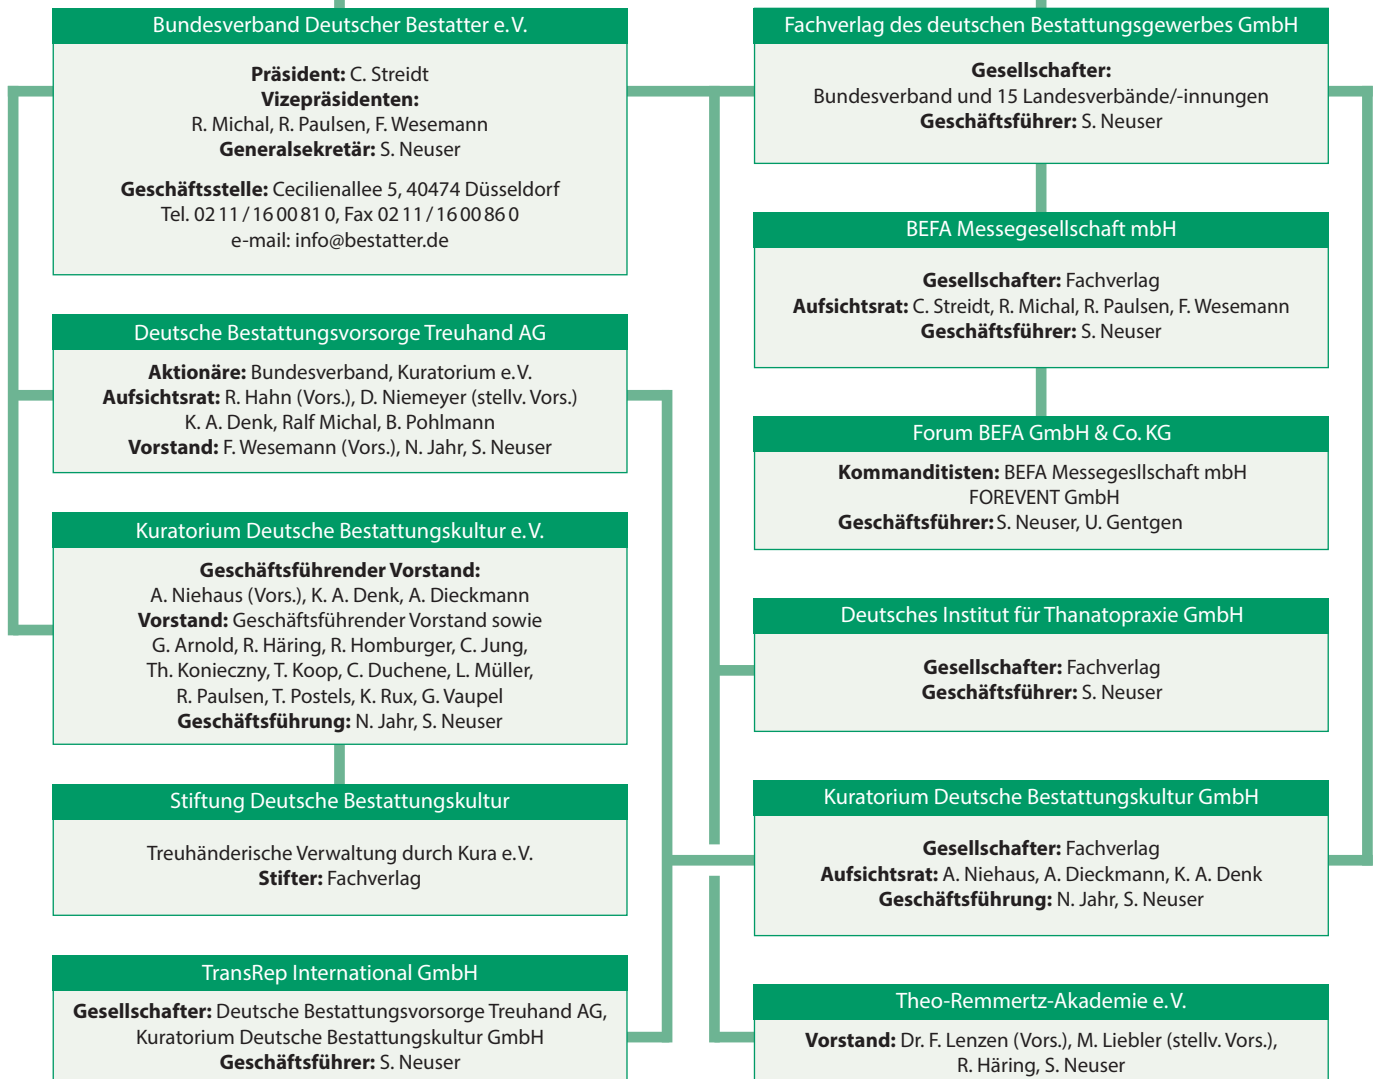 Bundesverband Deutscher Bestatter e. V.
Präsident: C. Streidt
Vizepräsidenten:
R. Michal, R. Paulsen, F. Wesemann
Generalsekretär: S. Neuser
Geschäftsstelle: Cecilienallee 5, 40474 Düsseldorf
Tel. 02 11 / 16 00 81 0, Fax 02 11 / 16 00 86 0
e-mail: info@bestatter.de
Deutsche Bestattungsvorsorge Treuhand AG
Aktionäre: Bundesverband, Kuratorium e. V.
Aufsichtsrat: R. Hahn (Vors.), D. Niemeyer (stellv. Vors.)
K. A. Denk, Ralf Michal, B. Pohlmann
Vorstand: F. Wesemann (Vors.), N. Jahr, S. Neuser
Kuratorium Deutsche Bestattungskultur e. V.
Geschäftsführender Vorstand:
A. Niehaus (Vors.), K. A. Denk, A. Dieckmann
Vorstand: Geschäftsführender Vorstand sowie
G. Arnold, R. Häring, R. Homburger, C. Jung,
Th. Konieczny, T. Koop, C. Duchene, L. Müller,
R. Paulsen, T. Postels, K. Rux, G. Vaupel
Geschäftsführung: N. Jahr, S. Neuser
Stiftung Deutsche Bestattungskultur
Treuhänderische Verwaltung durch Kura e. V.
Stifter: Fachverlag
TransRep International GmbH
Gesellschafter: Deutsche Bestattungsvorsorge Treuhand AG,
Kuratorium Deutsche Bestattungskultur GmbH
Geschäftsführer: S. Neuser
Fachverlag des deutschen Bestattungsgewerbes GmbH
Gesellschafter:
Bundesverband und 15 Landesverbände/-innungen
Geschäftsführer: S. Neuser
BEFA Messegesellschaft mbH
Gesellschafter: Fachverlag
Aufsichtsrat: C. Streidt, R. Michal, R. Paulsen, F. Wesemann
Geschäftsführer: S. Neuser
Forum BEFA GmbH & Co. KG
Kommanditisten: BEFA Messegesllschaft mbH
FOREVENT GmbH
Geschäftsführer: S. Neuser, U. Gentgen
Deutsches Institut für Thanatopraxie GmbH
Gesellschafter: Fachverlag
Geschäftsführer: S. Neuser
Kuratorium Deutsche Bestattungskultur GmbH
Gesellschafter: Fachverlag
Aufsichtsrat: A. Niehaus, A. Dieckmann, K. A. Denk
Geschäftsführung: N. Jahr, S. Neuser
Theo-Remmertz-Akademie e. V.
Vorstand: Dr. F. Lenzen (Vors.), M. Liebler (stellv. Vors.),
R. Häring, S. Neuser